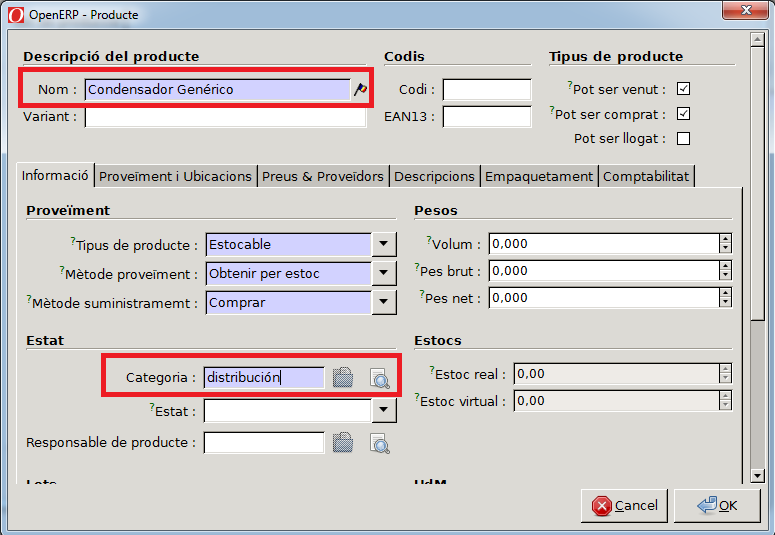 OpenERP - Producte
Descripció del producte
Codis
Tipus de producte
Nom : Condensador Genérico
Codi :
?Pot ser venut :
Variant :
EAN13 :
?Pot ser comprat :
Pot ser llogat :
Informació Proveïment i Ubicacions Preus & Proveïdors Descripcions Empaquetament Comptabilitat
Proveïment
Pesos
?Tipus de producte : Estocable
?Volum : 0,000
?Mètode proveïment : Obtenir per estoc
?Pes brut : 0,000
?Mètode suministramemt : Comprar
?Pes net : 0,000
Estat
Estocs
Categoria : distribución
?Estoc real : 0,00
?Estat :
?Estoc virtual : 0,00
Responsable de producte :
Lots
UdM
Cancel OK